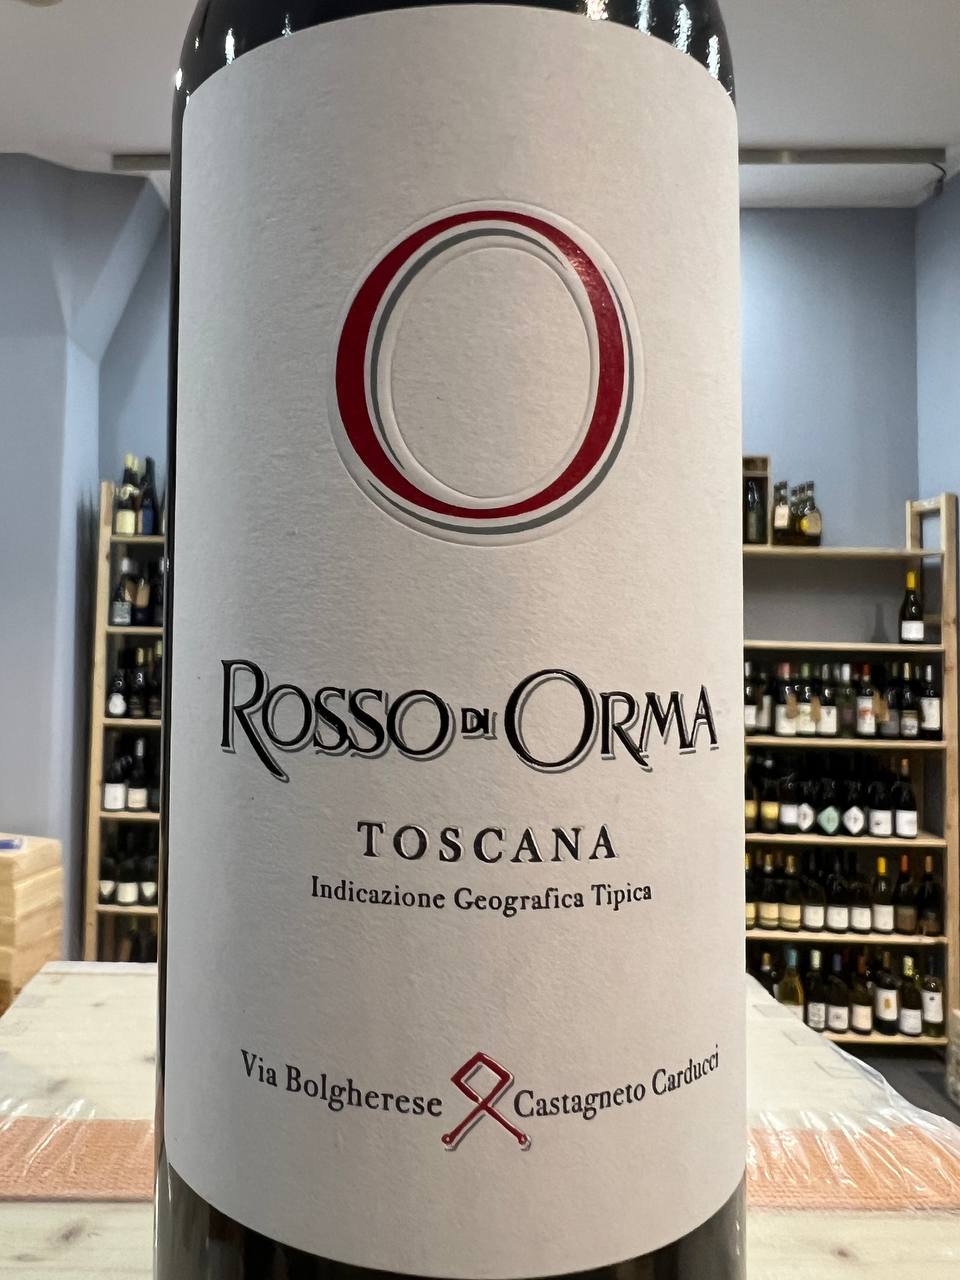 O
ROSSO DI ORMA
TOSCANA
Indicazione Geografica Tipica
Via Bolgherese Castagneto Carducci